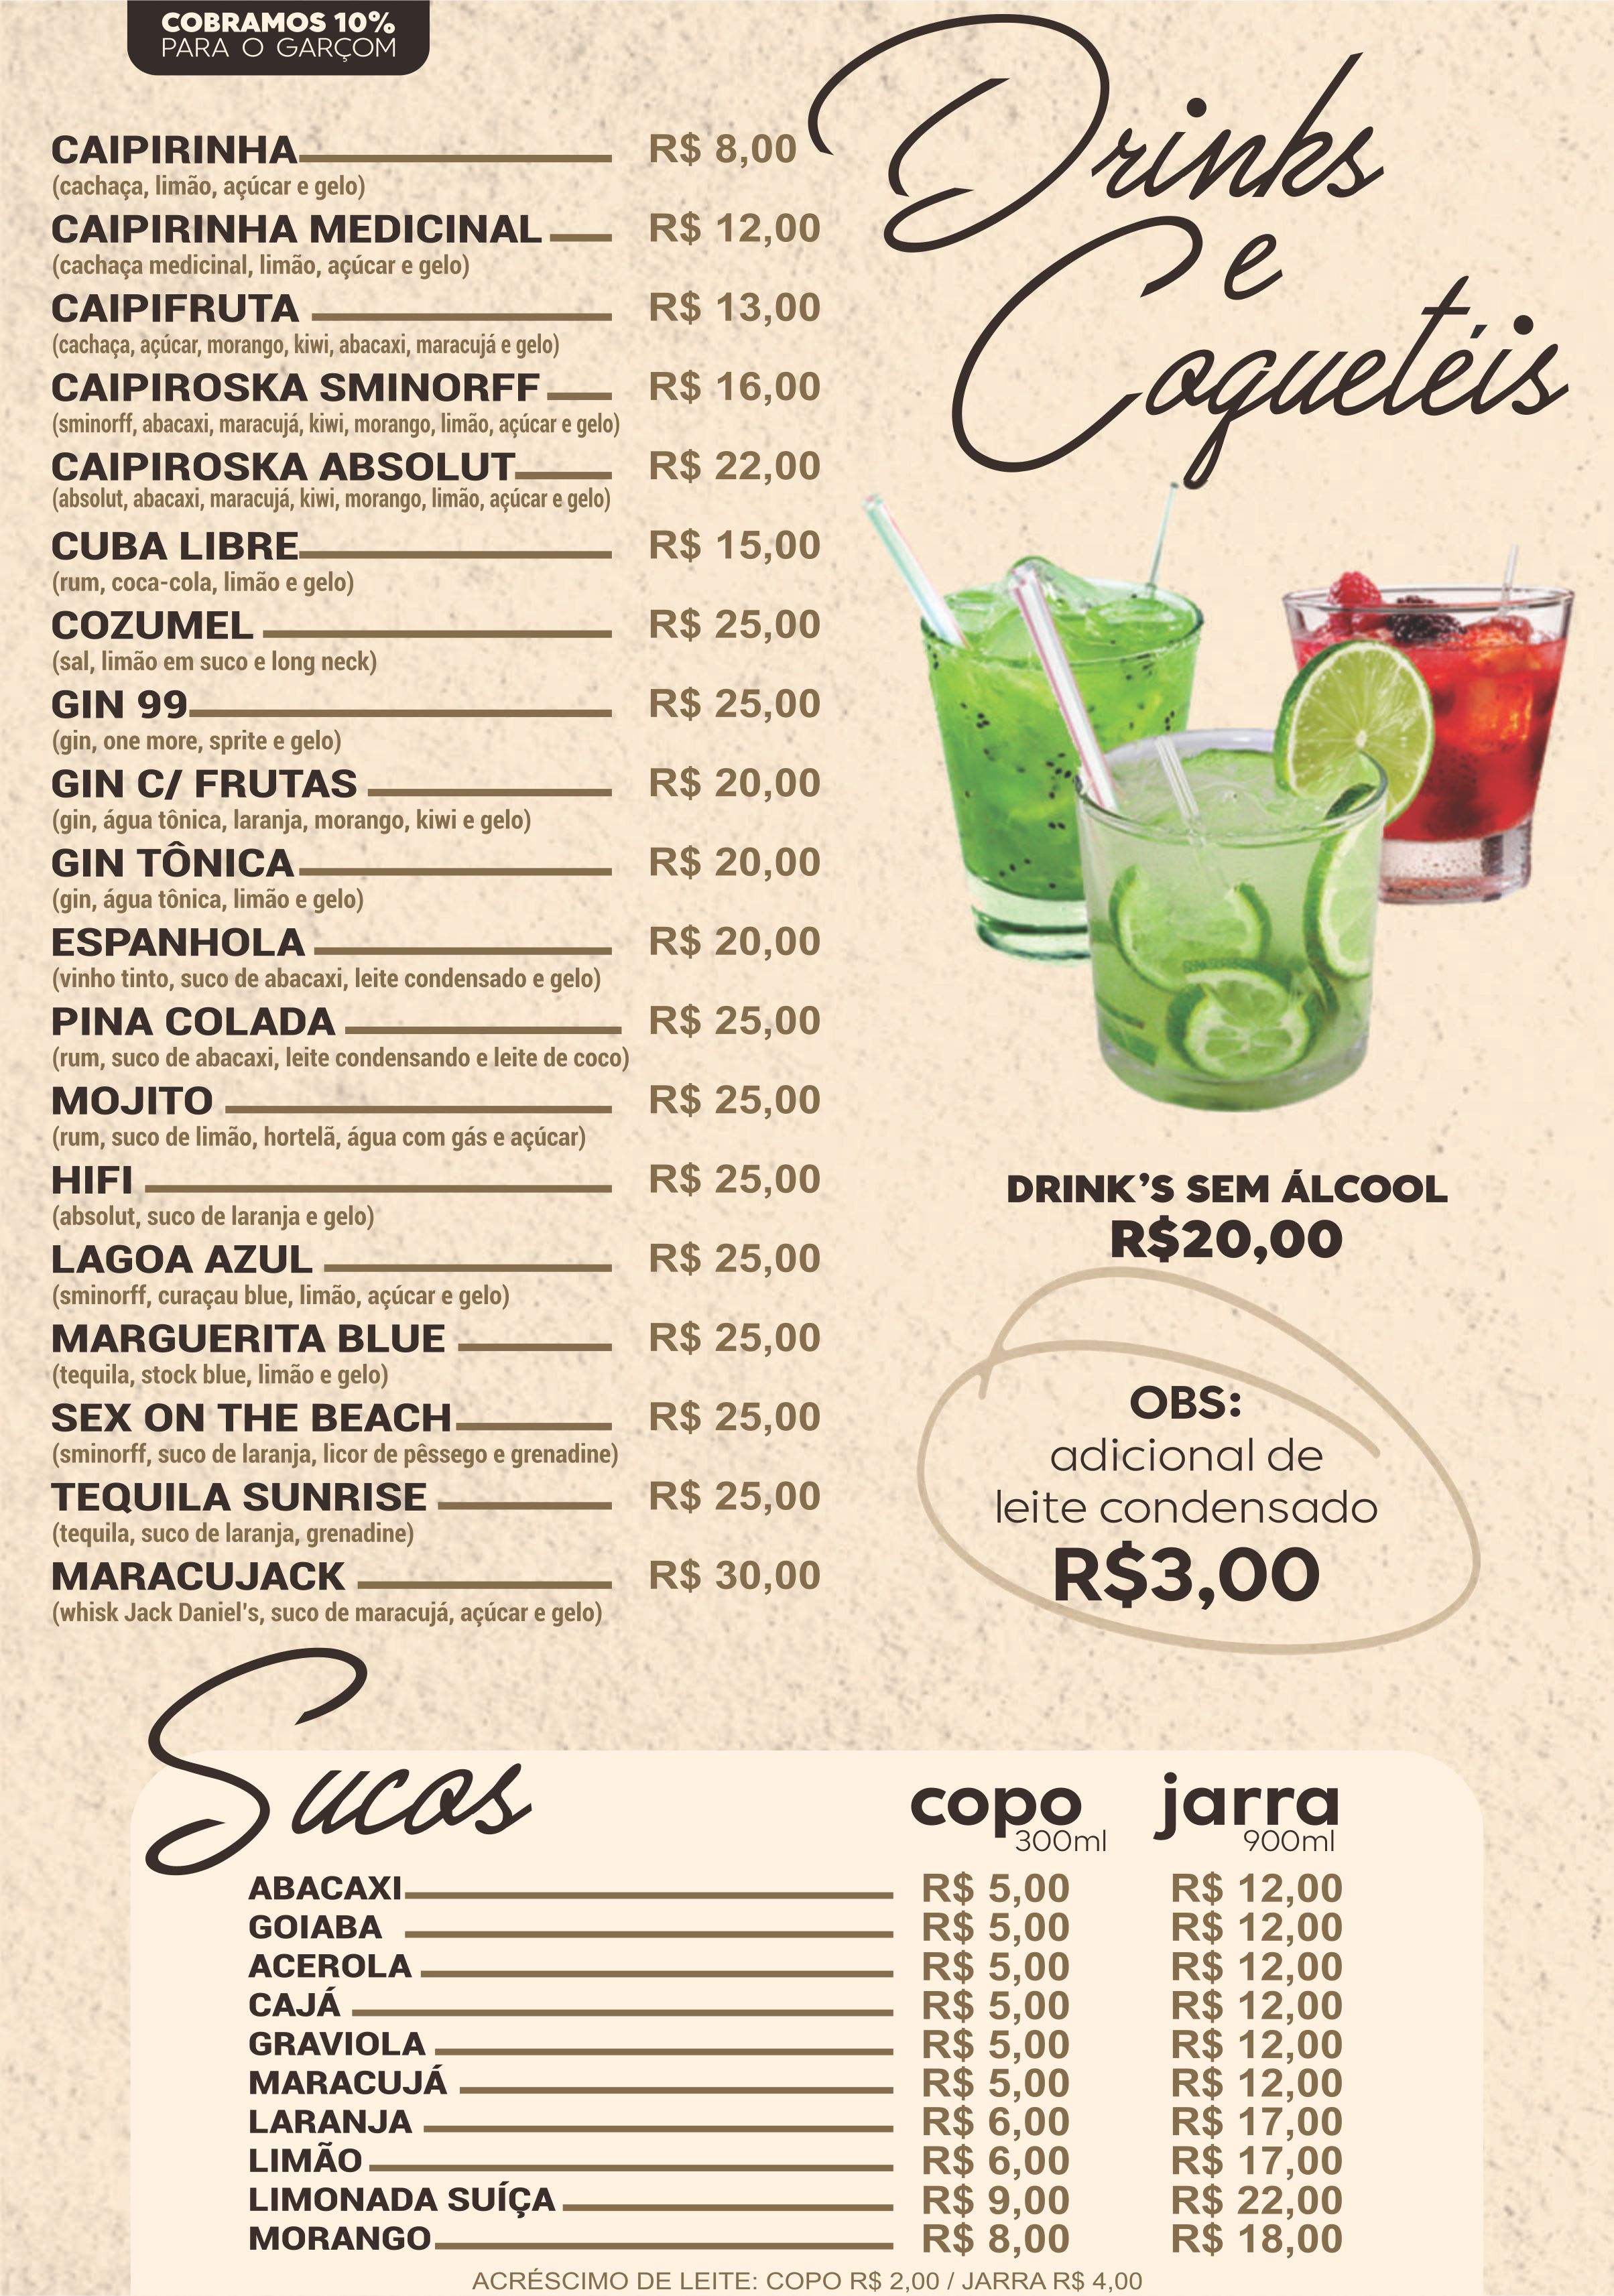 COBRAMOS 10%
PARA O GARÇOM
Drinks
e
Coquetéis
CAIPIRINHA R$ 8,00
(cachaça, limão, açúcar e gelo)
CAIPIRINHA MEDICINAL R$ 12,00
(cachaça medicinal, limão, açúcar e gelo)
CAIPIFRUTA R$ 13,00
(cachaça, açúcar, morango, kiwi, abacaxi, maracujá e gelo)
CAIPIROSKA SMINORFF R$ 16,00
(sminorff, abacaxi, maracujá, kiwi, morango, limão, açúcar e gelo)
CAIPIROSKA ABSOLUT R$ 22,00
(absolut, abacaxi, maracujá, kiwi, morango, limão, açúcar e gelo)
CUBA LIBRE R$ 15,00
(rum, coca-cola, limão e gelo)
COZUMEL R$ 25,00
(sal, limão em suco e long neck)
GIN 99 R$ 25,00
(gin, one more, sprite e gelo)
GIN C/ FRUTAS R$ 20,00
(gin, água tônica, laranja, morango, kiwi e gelo)
GIN TÔNICA R$ 20,00
(gin, água tônica, limão e gelo)
ESPANHOLA R$ 20,00
(vinho tinto, suco de abacaxi, leite condensado e gelo)
PINA COLADA R$ 25,00
(rum, suco de abacaxi, leite condensando e leite de coco)
MOJITO R$ 25,00
(rum, suco de limão, hortelã, água com gás e açúcar)
HIFI R$ 25,00
(absolut, suco de laranja e gelo)
LAGOA AZUL R$ 25,00
(sminorff, curaçau blue, limão, açúcar e gelo)
MARGUERITA BLUE R$ 25,00
(tequila, stock blue, limão e gelo)
SEX ON THE BEACH R$ 25,00
(sminorff, suco de laranja, licor de pêssego e grenadine)
TEQUILA SUNRISE R$ 25,00
(tequila, suco de laranja, grenadine)
MARACUJACK R$ 30,00
(whisk Jack Daniel's, suco de maracujá, açúcar e gelo)
DRINK'S SEM ÁLCOOL
R$20,00
OBS:
adicional de
leite condensado
R$3,00
Sucos
copo jarra
300ml 900ml
ABACAXI R$ 5,00 R$ 12,00
GOIABA R$ 5,00 R$ 12,00
ACEROLA R$ 5,00 R$ 12,00
CAJÁ R$ 5,00 R$ 12,00
GRAVIOLA R$ 5,00 R$ 12,00
MARACUJÁ R$ 5,00 R$ 12,00
LARANJA R$ 6,00 R$ 17,00
LIMÃO R$ 6,00 R$ 17,00
LIMONADA SUÍÇA R$ 9,00 R$ 22,00
MORANGO R$ 8,00 R$ 18,00
ACRÉSCIMO DE LEITE: COPO R$ 2,00 / JARRA R$ 4,00